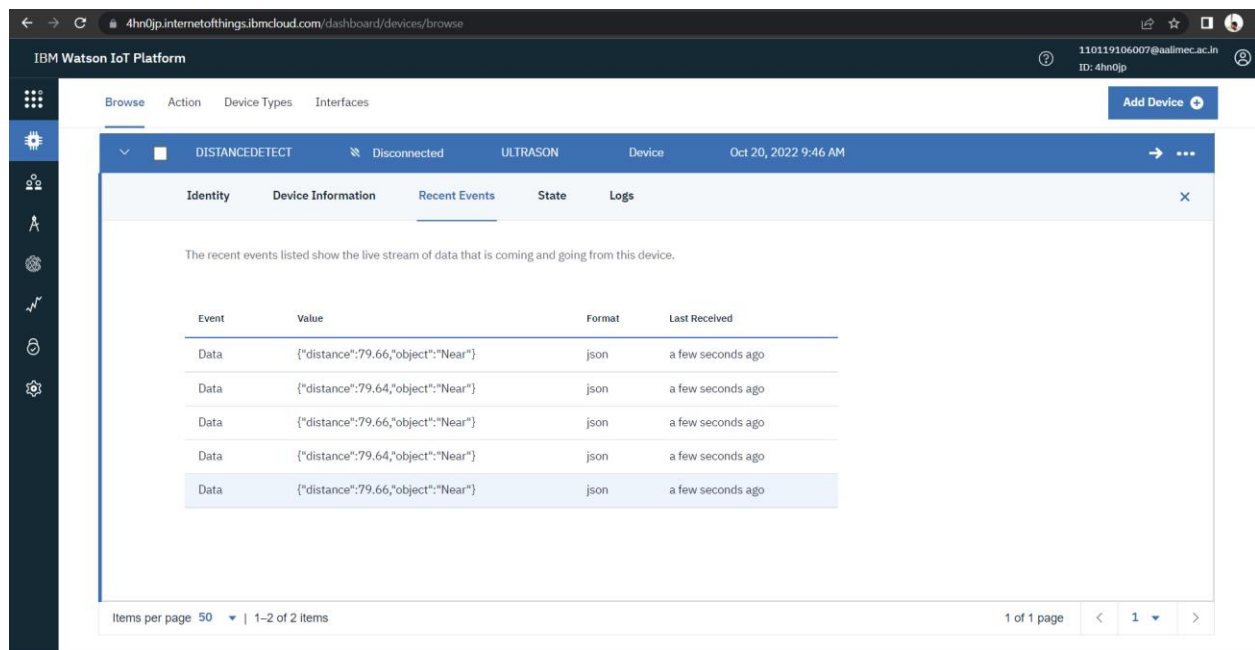 4hn0jp.internetofthings.ibmcloud.com/dashboard/devices/browse
IBM Watson IoT Platform
110119106007@aalimec.ac.in
ID: 4hn0jp
Browse Action Device Types Interfaces
Add Device
DISTANCEDETECT Disconnected ULTRASON Device Oct 20, 2022 9:46 AM
Identity Device Information Recent Events State Logs
The recent events listed show the live stream of data that is coming and going from this device.
Event Value Format Last Received
Data {"distance":79.66,"object":"Near"} json a few seconds ago
Data {"distance":79.64,"object":"Near"} json a few seconds ago
Data {"distance":79.66,"object":"Near"} json a few seconds ago
Data {"distance":79.64,"object":"Near"} json a few seconds ago
Data {"distance":79.66,"object":"Near"} json a few seconds ago
Items per page 50 | 1–2 of 2 items 1 of 1 page < 1 >